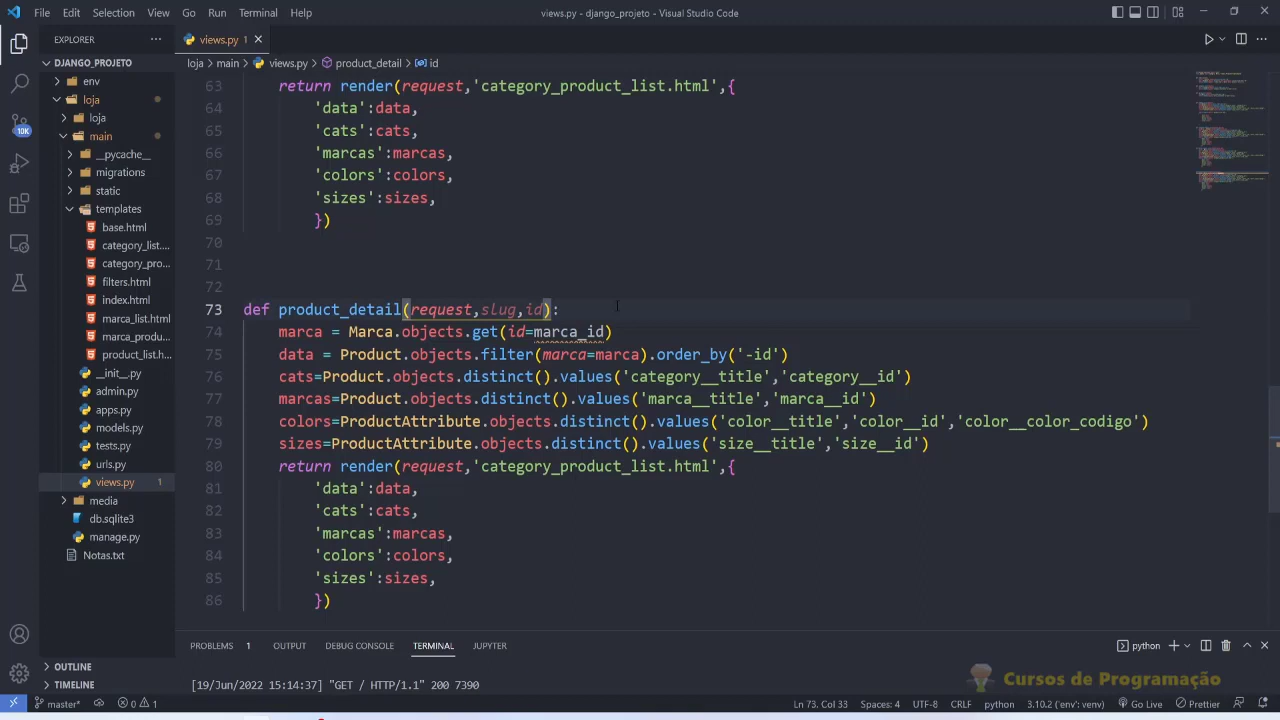 File Edit Selection View Go Run Terminal Help
views.py - django_projeto - Visual Studio Code
EXPLORER
views.py 1
DJANGO_PROJETO
loja > main > views.py > product_detail > id
env
loja
loja
main
__pycache__
migrations
static
templates
base.html
category_list....
category_pro...
filters.html
index.html
marca_list.html
marca_produ...
product_list.h...
__init__.py
admin.py
apps.py
models.py
tests.py
urls.py
views.py 1
media
db.sqlite3
manage.py
Notas.txt
OUTLINE
TIMELINE
10K
63 return render(request,'category_product_list.html',{
64 'data':data,
65 'cats':cats,
66 'marcas':marcas,
67 'colors':colors,
68 'sizes':sizes,
69 })
70
71
72
73 def product_detail(request,slug,id):
74 marca = Marca.objects.get(id=marca_id)
75 data = Product.objects.filter(marca=marca).order_by('-id')
76 cats=Product.objects.distinct().values('category__title','category__id')
77 marcas=Product.objects.distinct().values('marca__title','marca__id')
78 colors=ProductAttribute.objects.distinct().values('color__title','color__id','color__color_codigo')
79 sizes=ProductAttribute.objects.distinct().values('size__title','size__id')
80 return render(request,'category_product_list.html',{
81 'data':data,
82 'cats':cats,
83 'marcas':marcas,
84 'colors':colors,
85 'sizes':sizes,
86 })
PROBLEMS 1 OUTPUT DEBUG CONSOLE TERMINAL JUPYTER
python
[19/Jun/2022 15:14:37] "GET / HTTP/1.1" 200 7390
Cursos de Programação
master* 0 1 Ln 73, Col 33 Spaces: 4 UTF-8 CRLF python 3.10.2 ('env': venv) Go Live Prettier